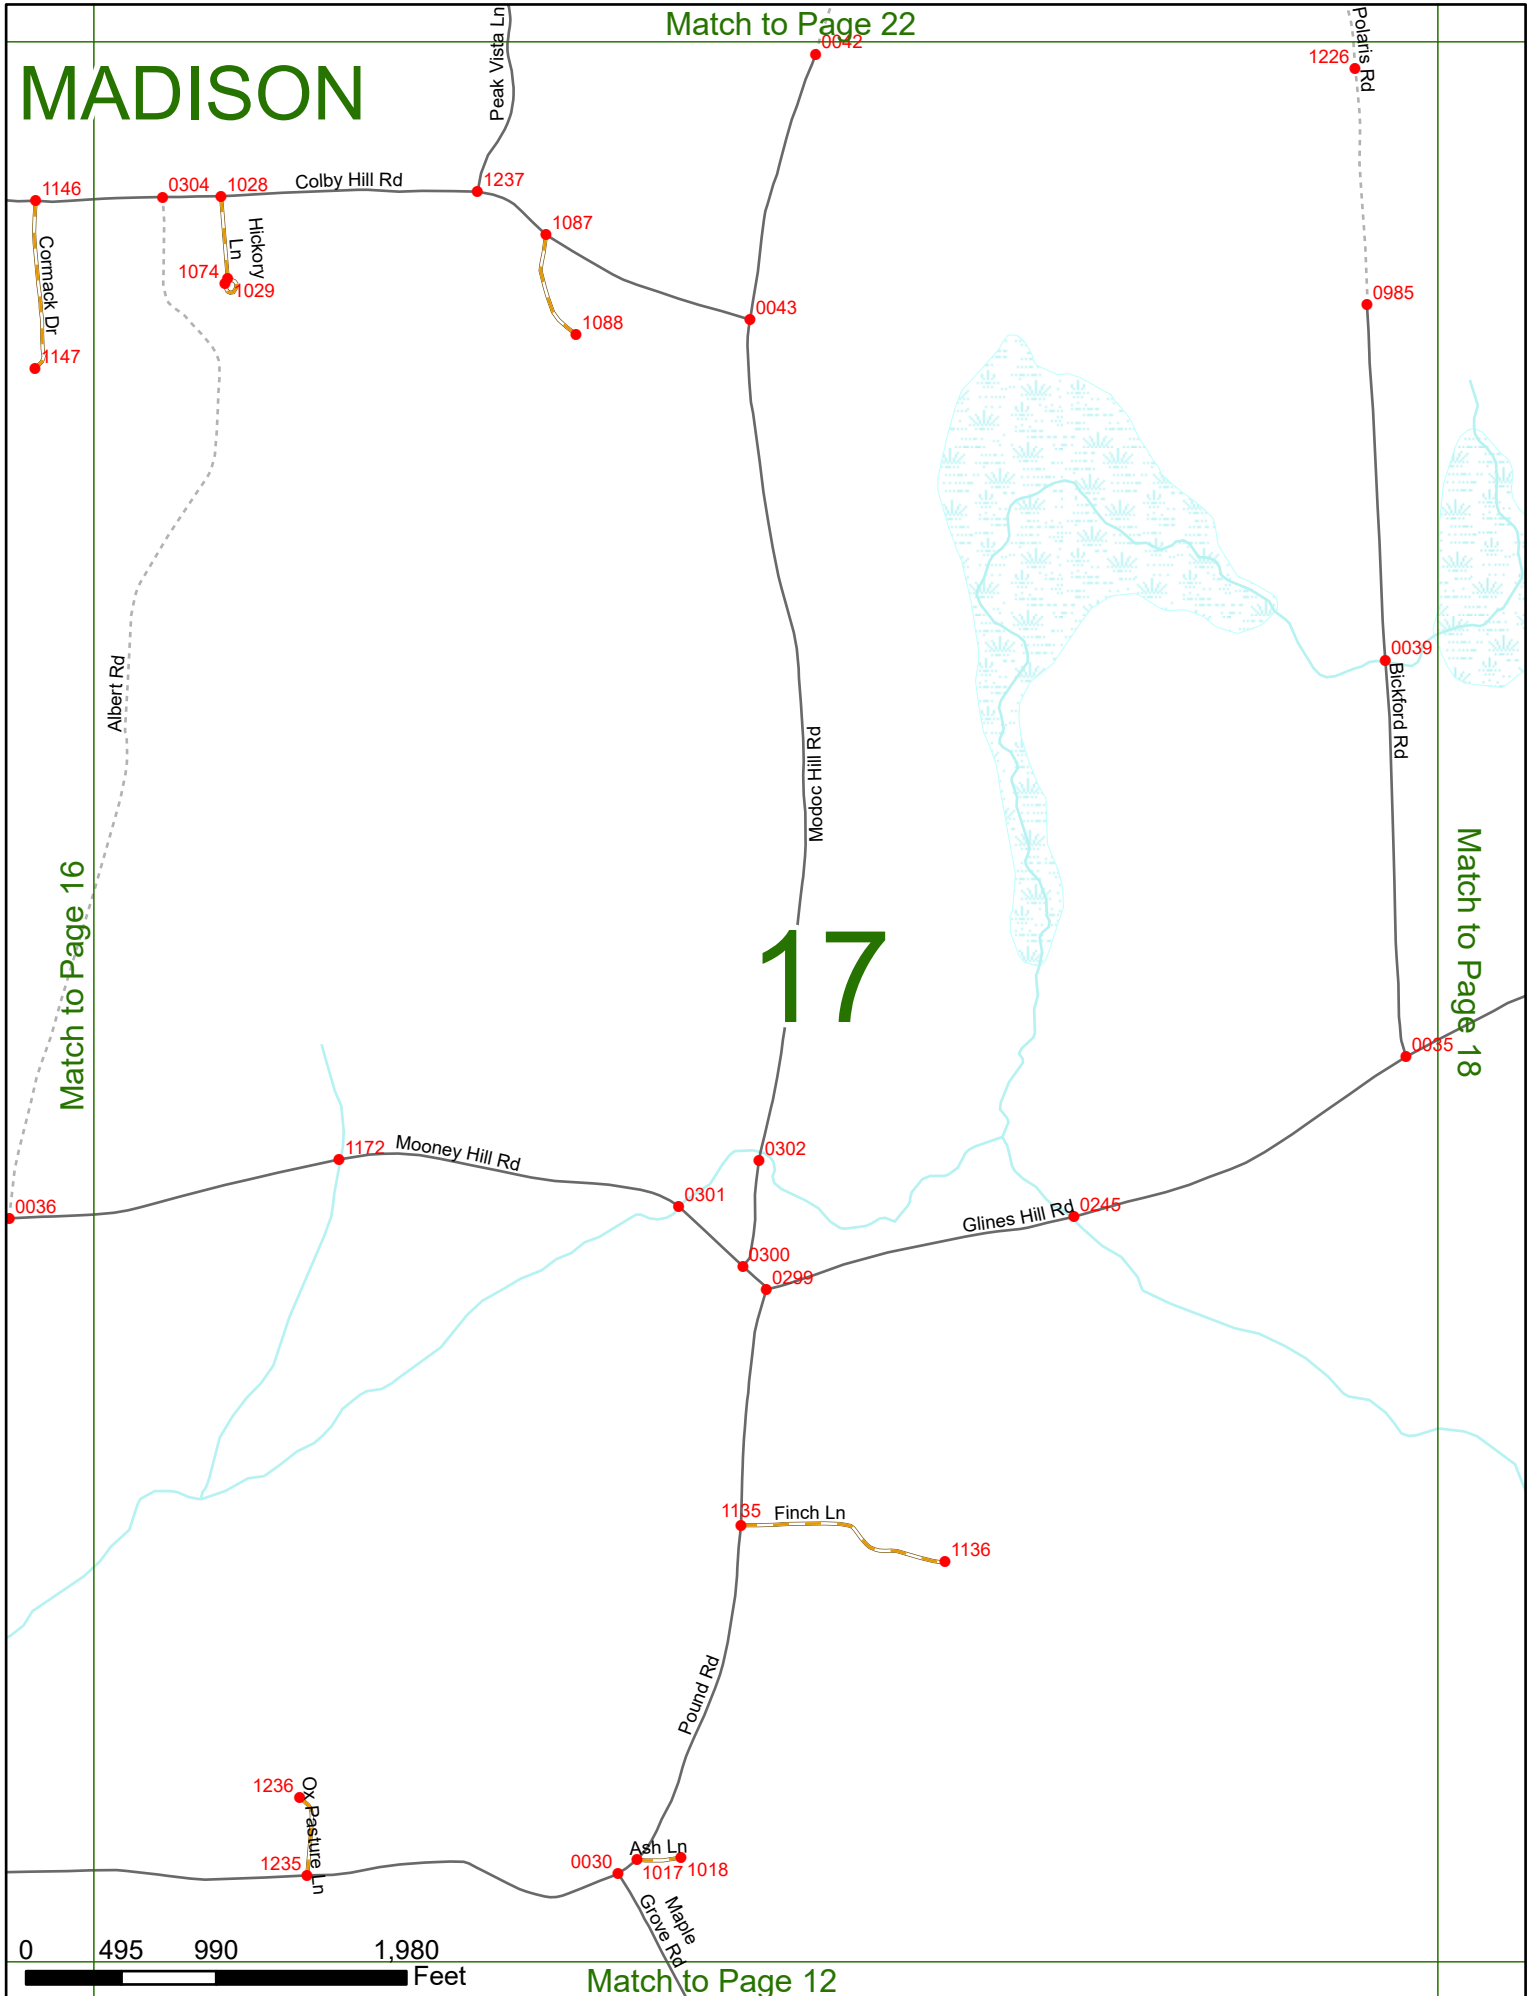 Match to Page 22
Peak Vista Ln
0042
Polaris Rd
1226
MADISON
1146
0304
1028
Colby Hill Rd
1237
1087
Hickory
Ln
Cormack Dr
1074
1029
0985
0043
1088
1147
0039
Bickford Rd
Albert Rd
Modoc Hill Rd
Match to Page 16
Match to Page 18
17
0035
1172
Mooney Hill Rd
0302
0301
0036
Glines Hill Rd
0245
0300
0299
1135
Finch Ln
1136
Pound Rd
1236
Ox Pasture Ln
1235
0030
Ash Ln
1017
1018
Maple
Grove Rd
0 495 990 1,980
Feet
Match to Page 12